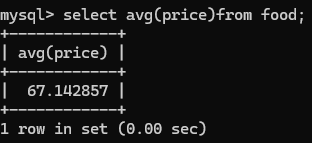 mysql> select avg(price)from food;
+------------+
| avg(price) |
+------------+
|  67.142857 |
+------------+
1 row in set (0.00 sec)